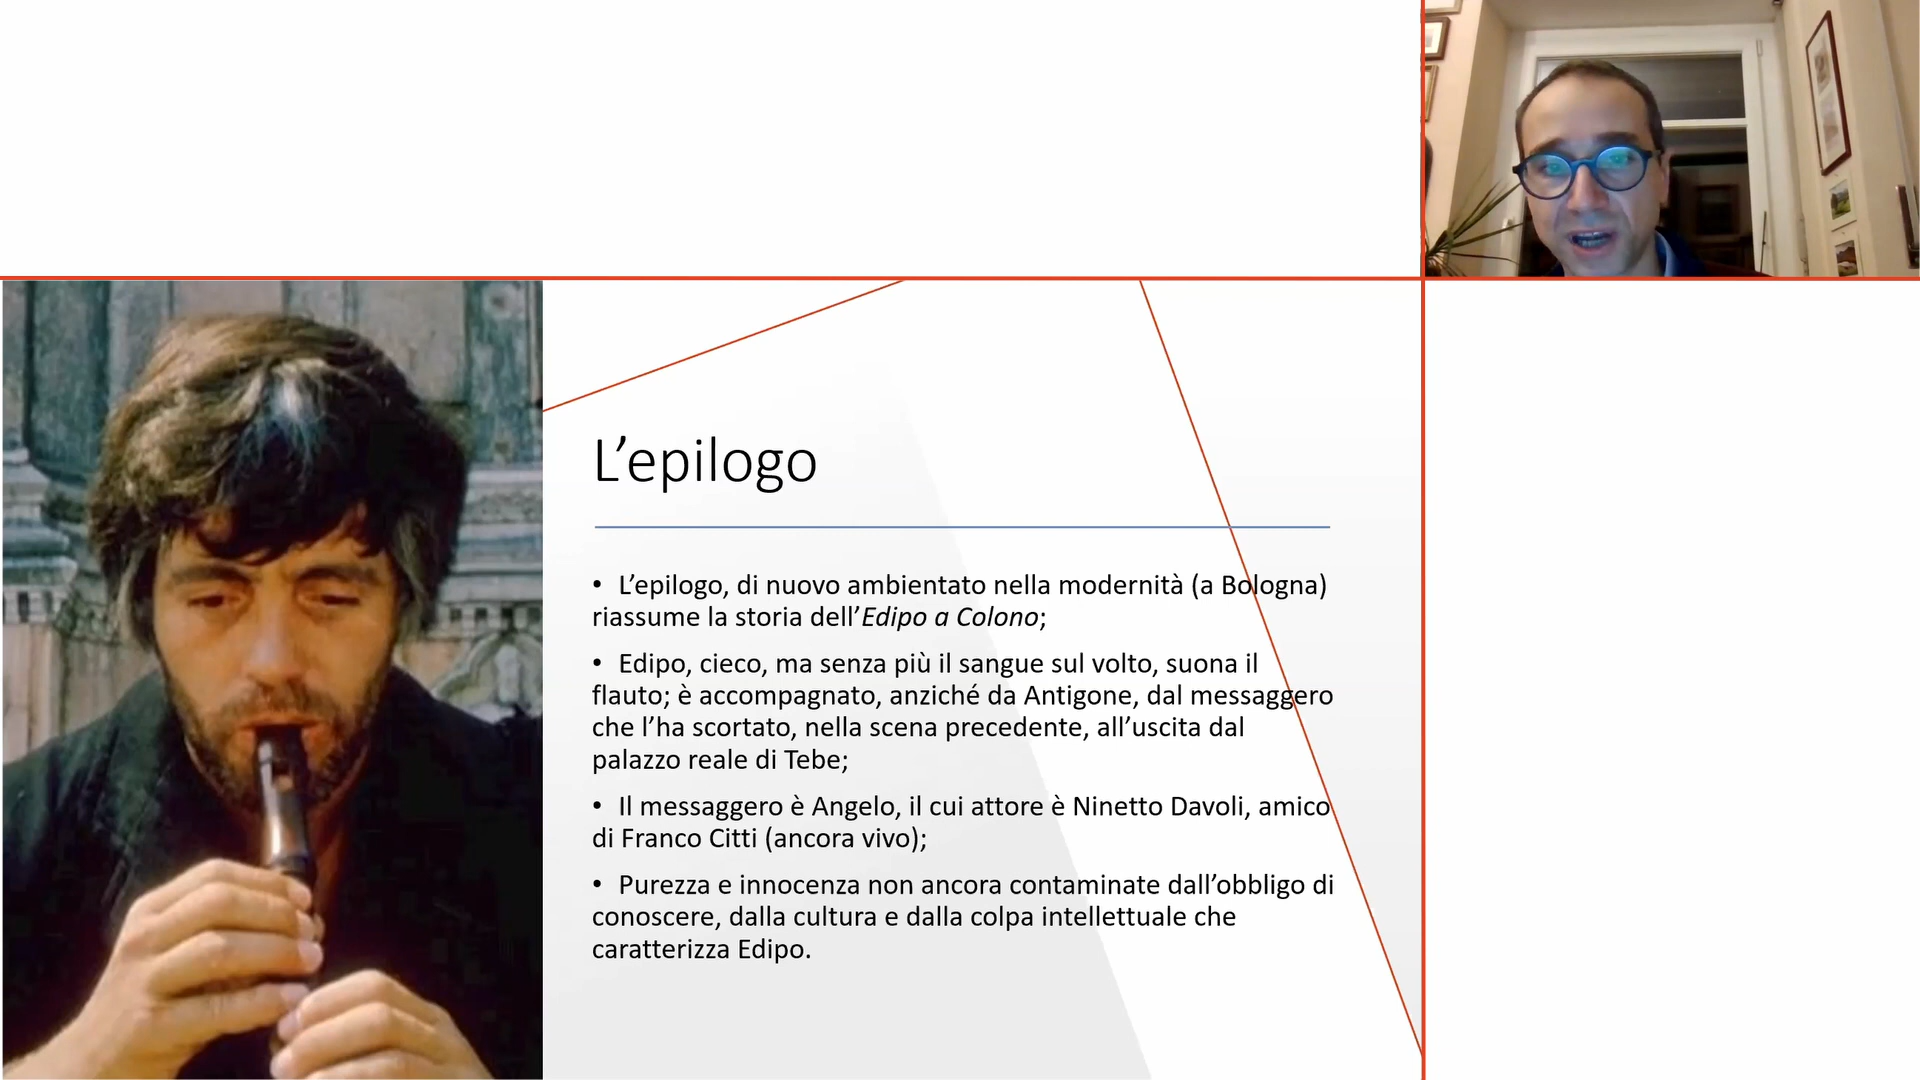 L’epilogo
• L’epilogo, di nuovo ambientato nella modernità (a Bologna)
riassume la storia dell’Edipo a Colono;
• Edipo, cieco, ma senza più il sangue sul volto, suona il
flauto; è accompagnato, anziché da Antigone, dal messaggero
che l’ha scortato, nella scena precedente, all’uscita dal
palazzo reale di Tebe;
• Il messaggero è Angelo, il cui attore è Ninetto Davoli, amico
di Franco Citti (ancora vivo);
• Purezza e innocenza non ancora contaminate dall’obbligo di
conoscere, dalla cultura e dalla colpa intellettuale che
caratterizza Edipo.